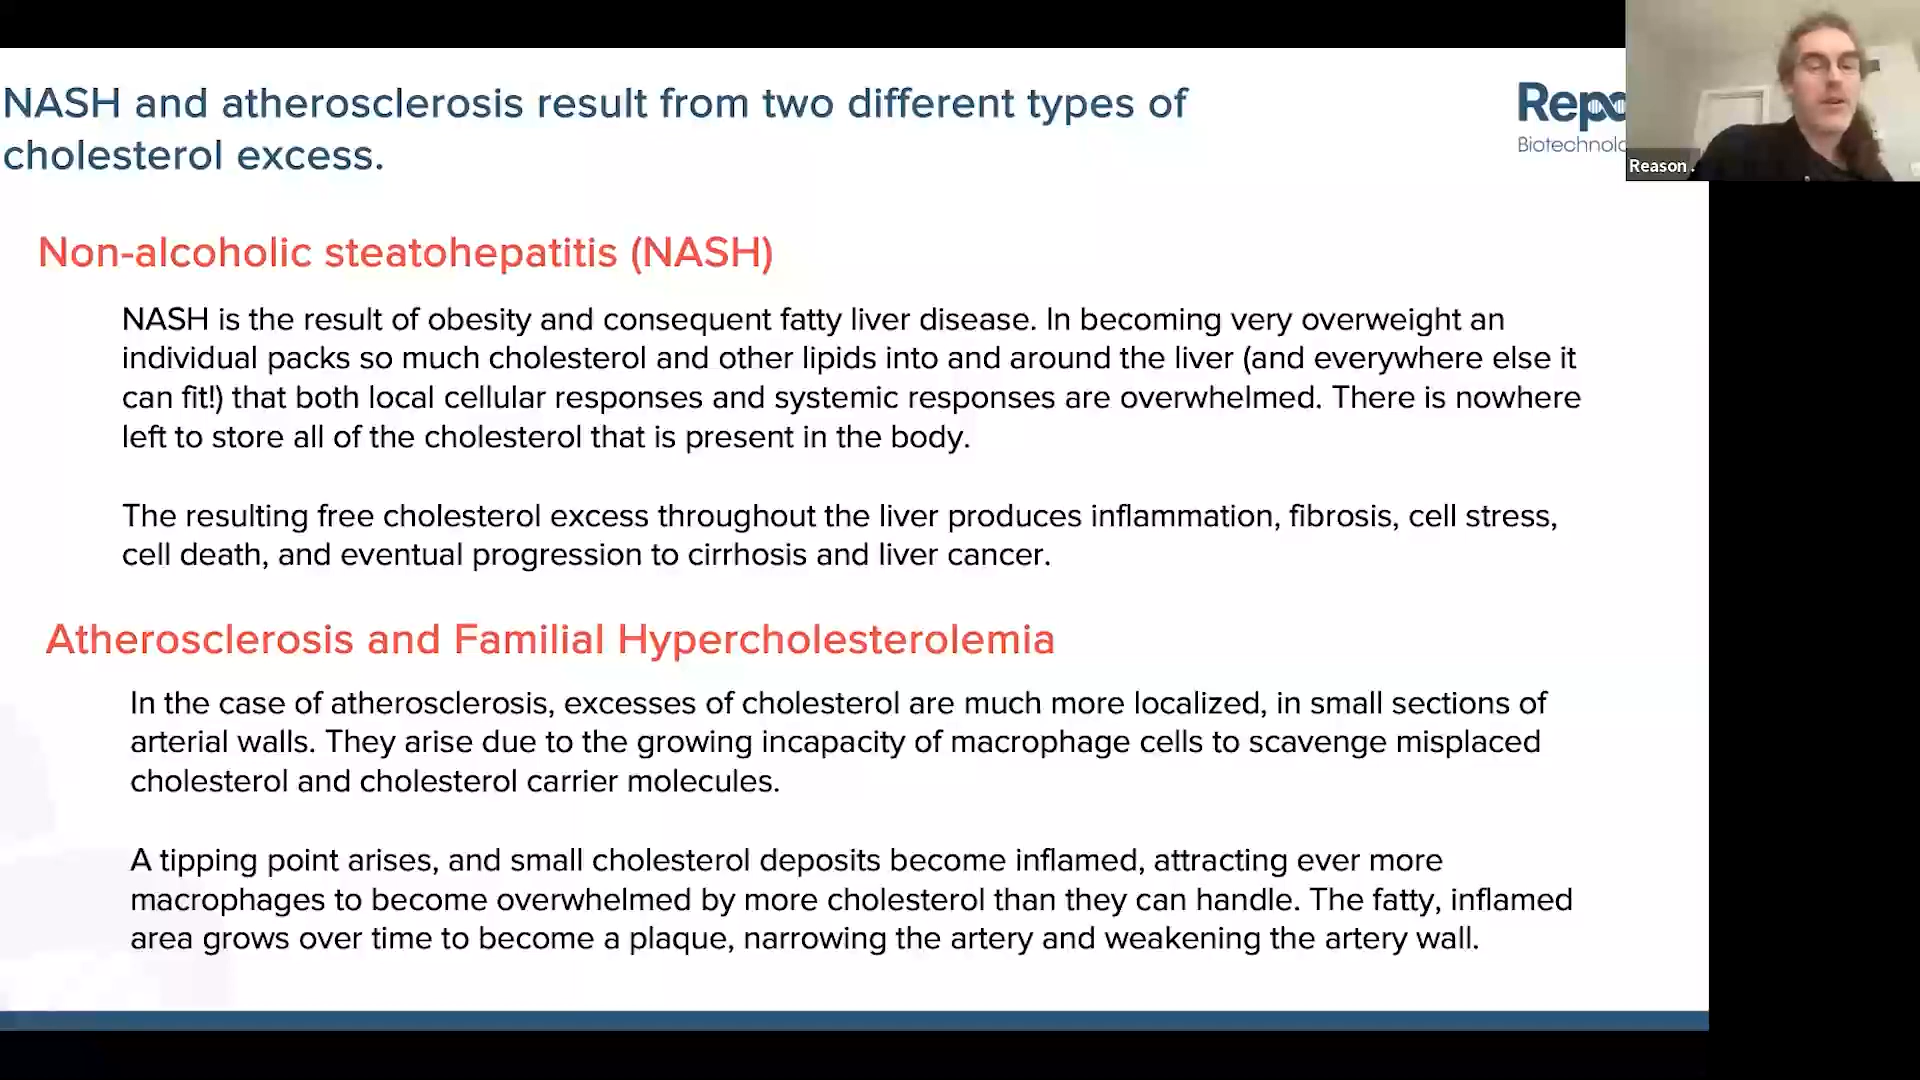 NASH and atherosclerosis result from two different types of
cholesterol excess.
Biotechnolo
Reason .
Non-alcoholic steatohepatitis (NASH)
NASH is the result of obesity and consequent fatty liver disease. In becoming very overweight an
individual packs so much cholesterol and other lipids into and around the liver (and everywhere else it
can fit!) that both local cellular responses and systemic responses are overwhelmed. There is nowhere
left to store all of the cholesterol that is present in the body.
The resulting free cholesterol excess throughout the liver produces inflammation, fibrosis, cell stress,
cell death, and eventual progression to cirrhosis and liver cancer.
Atherosclerosis and Familial Hypercholesterolemia
In the case of atherosclerosis, excesses of cholesterol are much more localized, in small sections of
arterial walls. They arise due to the growing incapacity of macrophage cells to scavenge misplaced
cholesterol and cholesterol carrier molecules.
A tipping point arises, and small cholesterol deposits become inflamed, attracting ever more
macrophages to become overwhelmed by more cholesterol than they can handle. The fatty, inflamed
area grows over time to become a plaque, narrowing the artery and weakening the artery wall.